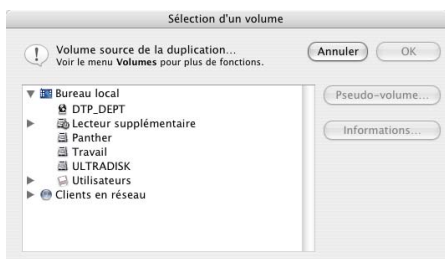 Sélection d'un volume
Volume source de la duplication...
Voir le menu Volumes pour plus de fonctions.
Annuler
OK
Bureau local
DTP_DEPT
Lecteur supplémentaire
Panther
Travail
ULTRADISK
Utilisateurs
Clients en réseau
Pseudo-volume...
Informations...